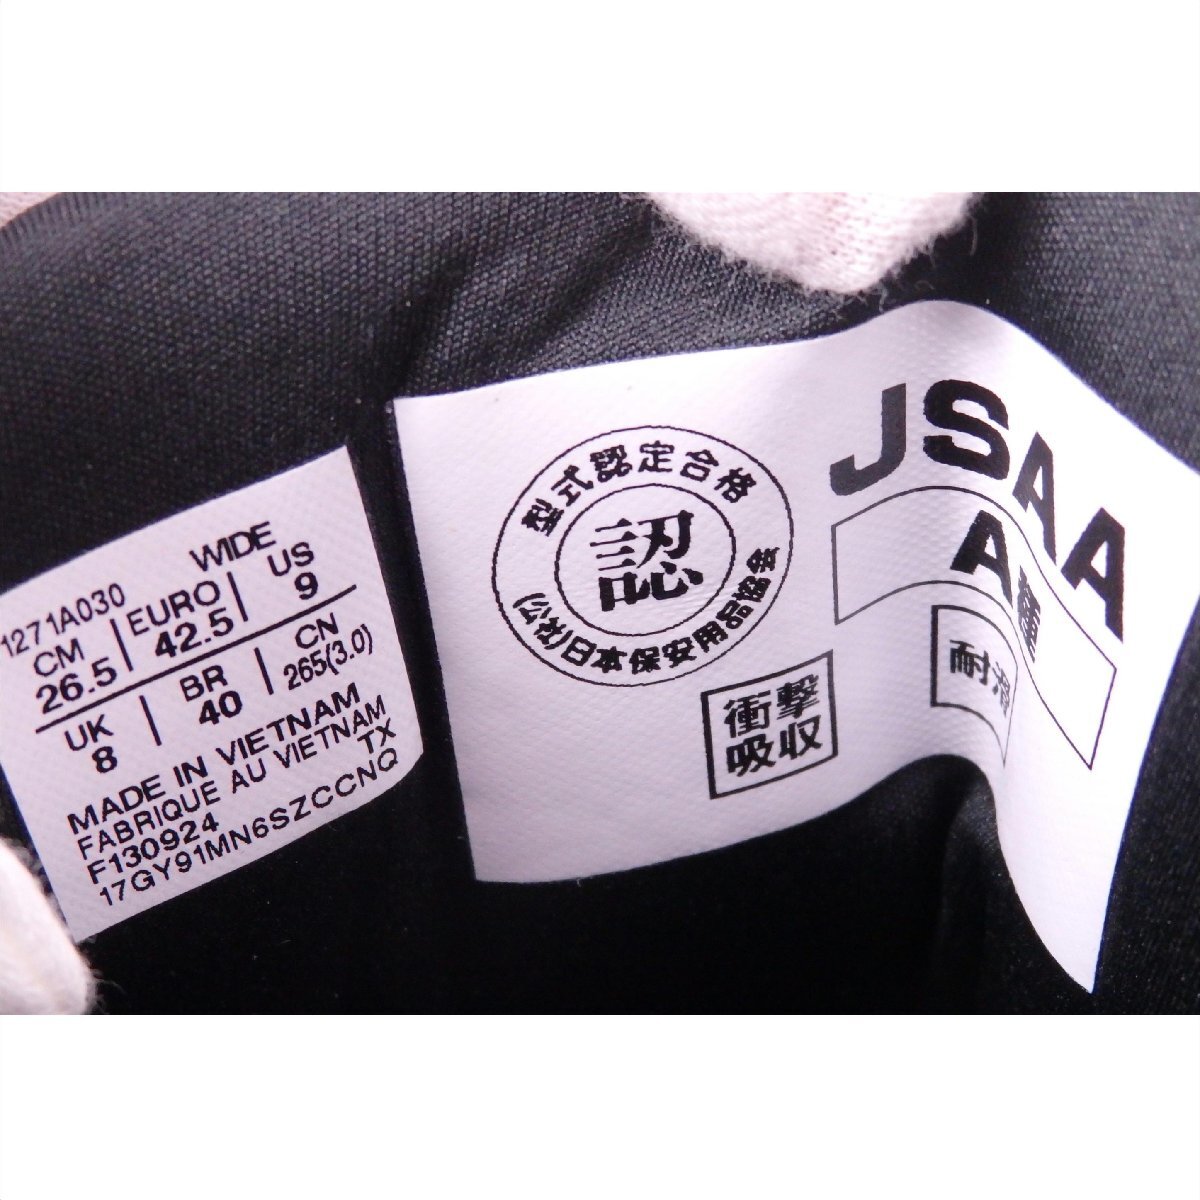 1271A030 WIDE
CM EURO US
26.5 42.5 9
UK BR CN
8 40 265(3.0)
MADE IN VIETNAM
FABRIQUE AU VIETNAM
F130924 TX
17GY91MN6SZCCNQ
型式認定合格
認
(公社)日本保安用品協会
衝撃
吸収
JSAA
A種
耐滑